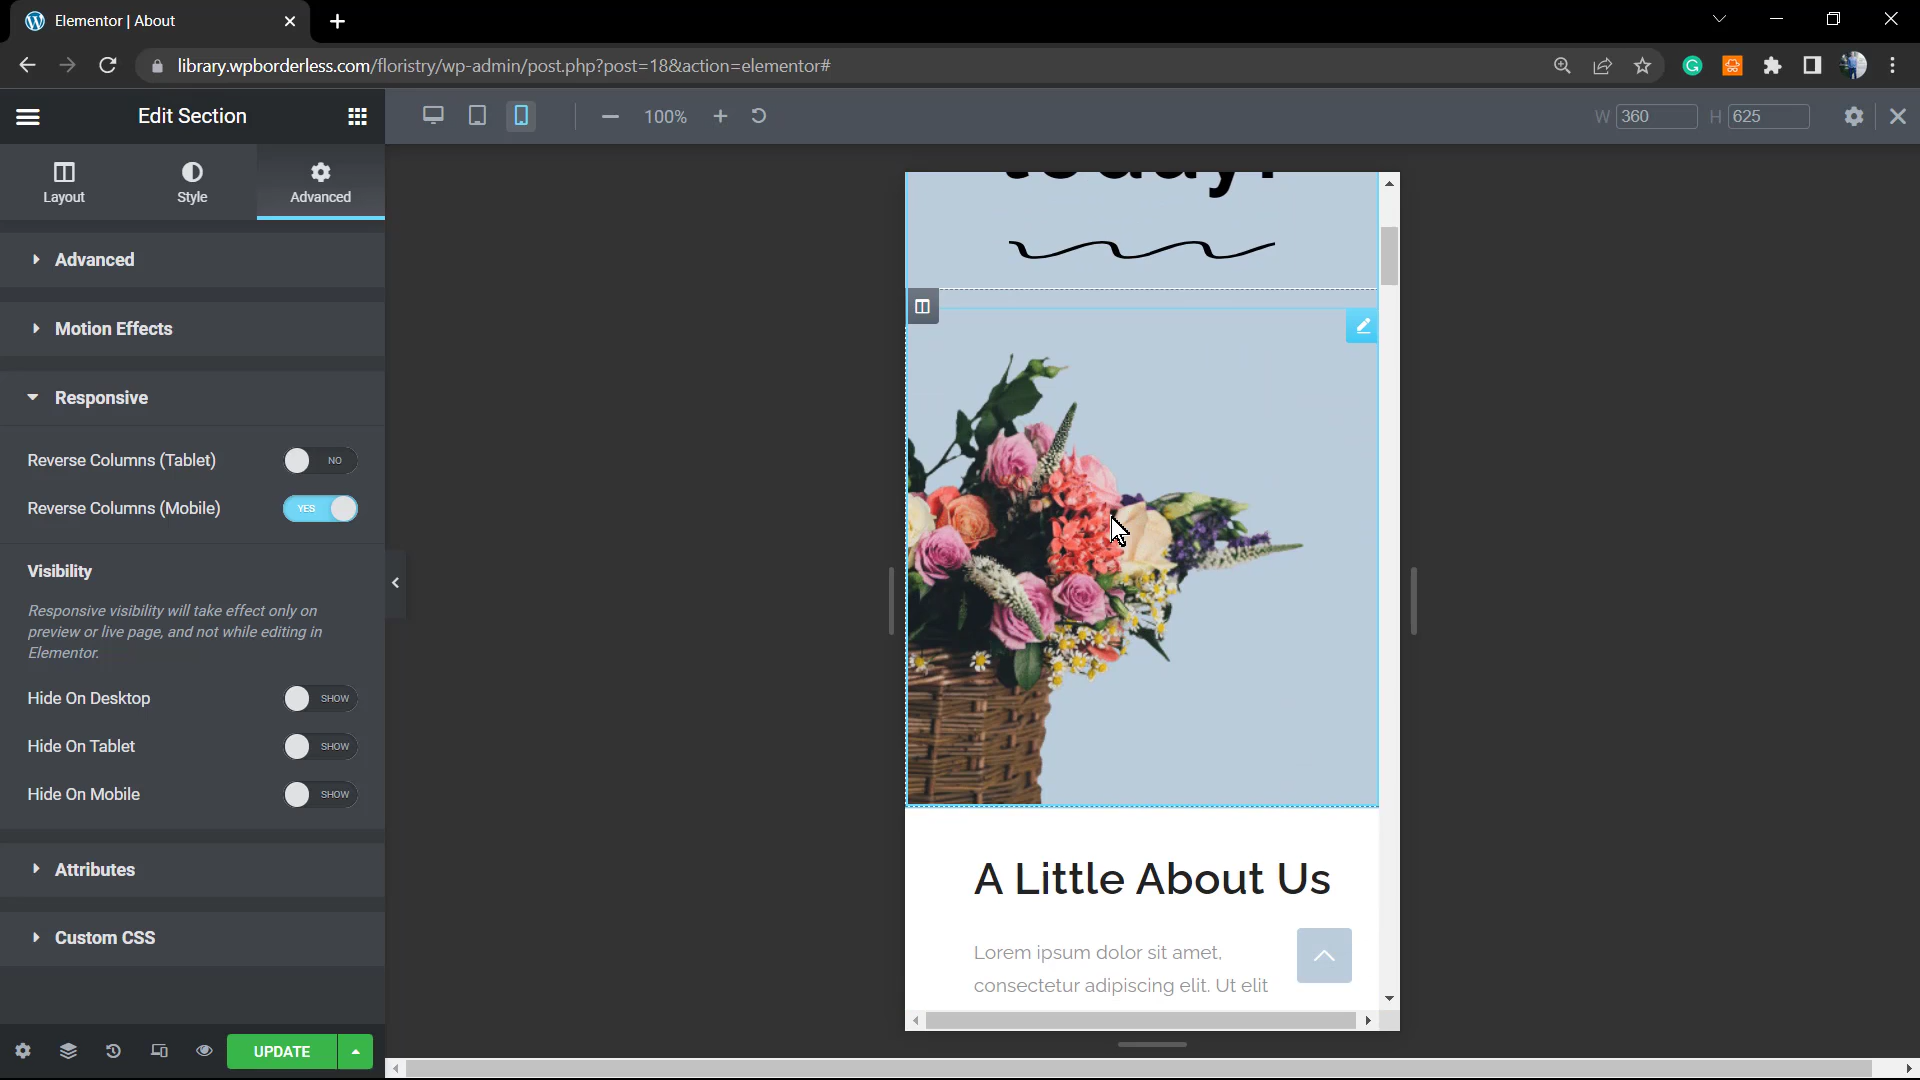 Elementor | About
library.wpborderless.com/floristry/wp-admin/post.php?post=18&action=elementor#
Edit Section
100%
W 360
H 625
Layout
Style
Advanced
Advanced
Motion Effects
Responsive
Reverse Columns (Tablet)
NO
Reverse Columns (Mobile)
YES
Visibility
Responsive visibility will take effect only on
preview or live page, and not while editing in
Elementor.
Hide On Desktop
SHOW
Hide On Tablet
SHOW
Hide On Mobile
SHOW
Attributes
Custom CSS
UPDATE
today!
A Little About Us
Lorem ipsum dolor sit amet,
consectetur adipiscing elit. Ut elit